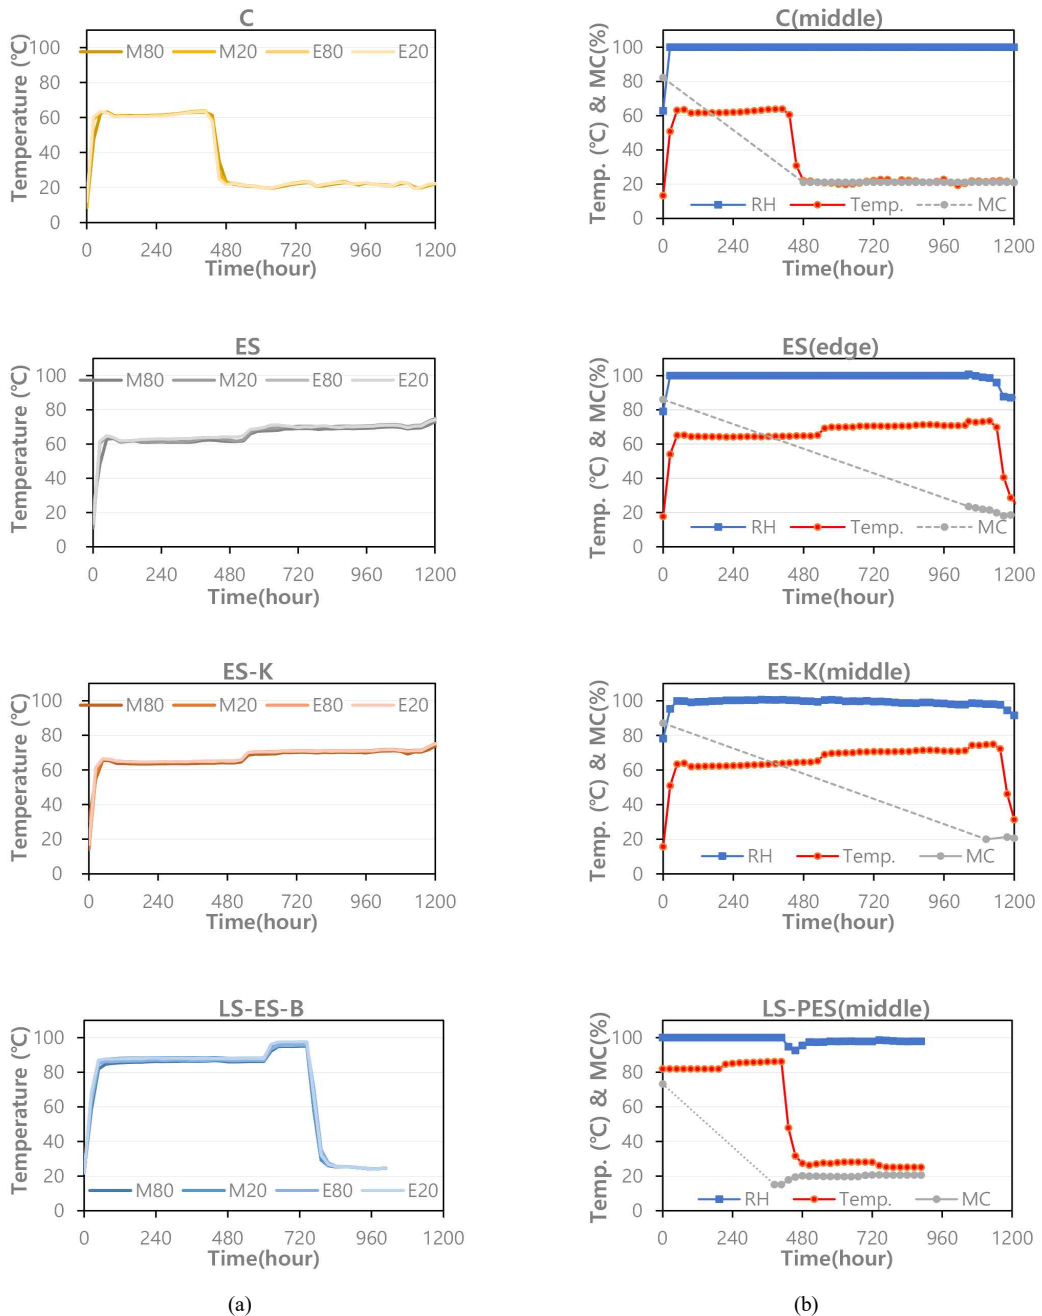 C
Temperature (℃)
100
80
60
40
20
0
M80 M20 E80 E20
0 240 480 720 960 1200
Time(hour)
C(middle)
Temp. (℃) & MC(%)
100
80
60
40
20
0
RH Temp. MC
0 240 480 720 960 1200
Time(hour)
ES
Temperature (℃)
100
80
60
40
20
0
M80 M20 E80 E20
0 240 480 720 960 1200
Time(hour)
ES(edge)
Temp. (℃) & MC(%)
100
80
60
40
20
0
RH Temp. MC
0 240 480 720 960 1200
Time(hour)
ES-K
Temperature (℃)
100
80
60
40
20
0
M80 M20 E80 E20
0 240 480 720 960 1200
Time(hour)
ES-K(middle)
Temp. (℃) & MC(%)
100
80
60
40
20
0
RH Temp. MC
0 240 480 720 960 1200
Time(hour)
LS-ES-B
Temperature (℃)
100
80
60
40
20
0
M80 M20 E80 E20
0 240 480 720 960 1200
Time(hour)
LS-PES(middle)
Temp. (℃) & MC(%)
100
80
60
40
20
0
RH Temp. MC
0 240 480 720 960 1200
Time(hour)
(a)
(b)